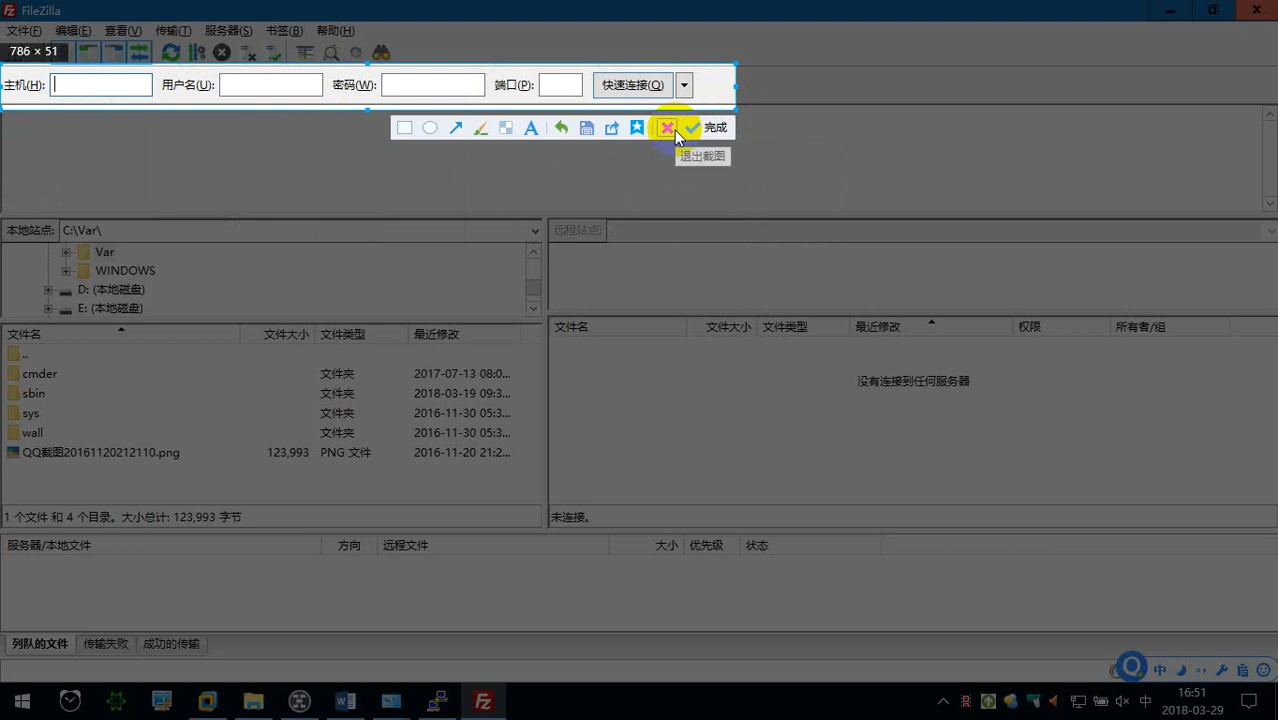 FileZilla
文件(F) 编辑(E) 查看(V) 传输(T) 服务器(S) 书签(B) 帮助(H)
786 × 51
主机(H): 用户名(U): 密码(W): 端口(P): 快速连接(Q)
A 完成
退出截图
本地站点: C:\Var\
远程站点:
Var
WINDOWS
D: (本地磁盘)
E: (本地磁盘)
文件名 文件大小 文件类型 最近修改
..
cmder 文件夹 2017-07-13 08:0...
sbin 文件夹 2018-03-19 09:3...
sys 文件夹 2016-11-30 05:3...
wall 文件夹 2016-11-30 05:3...
QQ截图20161120212110.png 123,993 PNG 文件 2016-11-20 21:2...
1 个文件 和 4 个目录。大小总计: 123,993 字节
文件名 文件大小 文件类型 最近修改 权限 所有者/组
没有连接到任何服务器
未连接。
服务器/本地文件 方向 远程文件 大小 优先级 状态
列队的文件 传输失败 成功的传输
中
中
16:51
2018-03-29